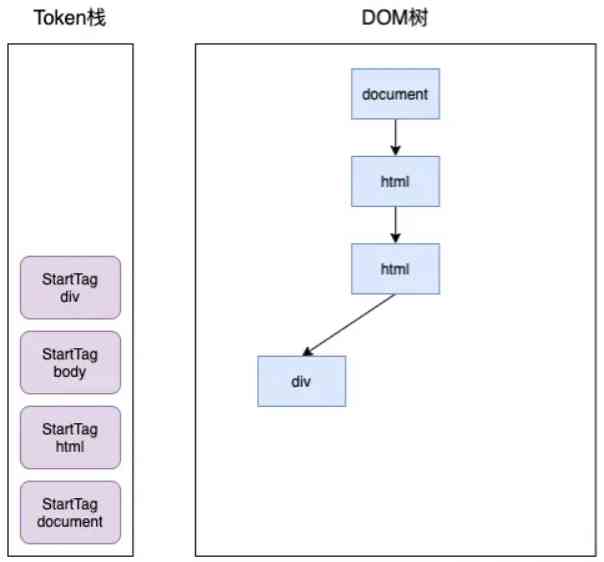 Token栈
DOM树
StartTag
div
StartTag
body
StartTag
html
StartTag
document
document
html
html
div